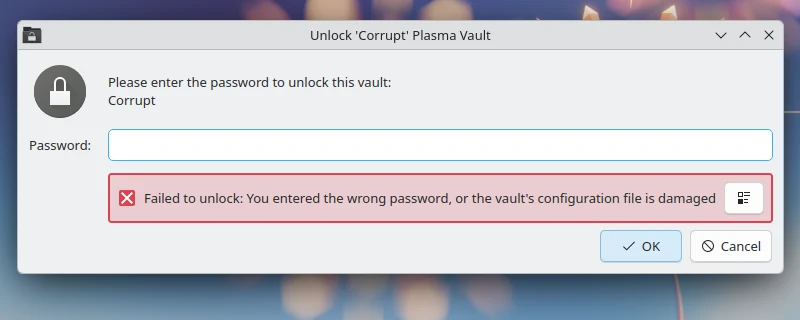 Unlock 'Corrupt' Plasma Vault
Please enter the password to unlock this vault:
Corrupt
Password:
Failed to unlock: You entered the wrong password, or the vault's configuration file is damaged
OK
Cancel